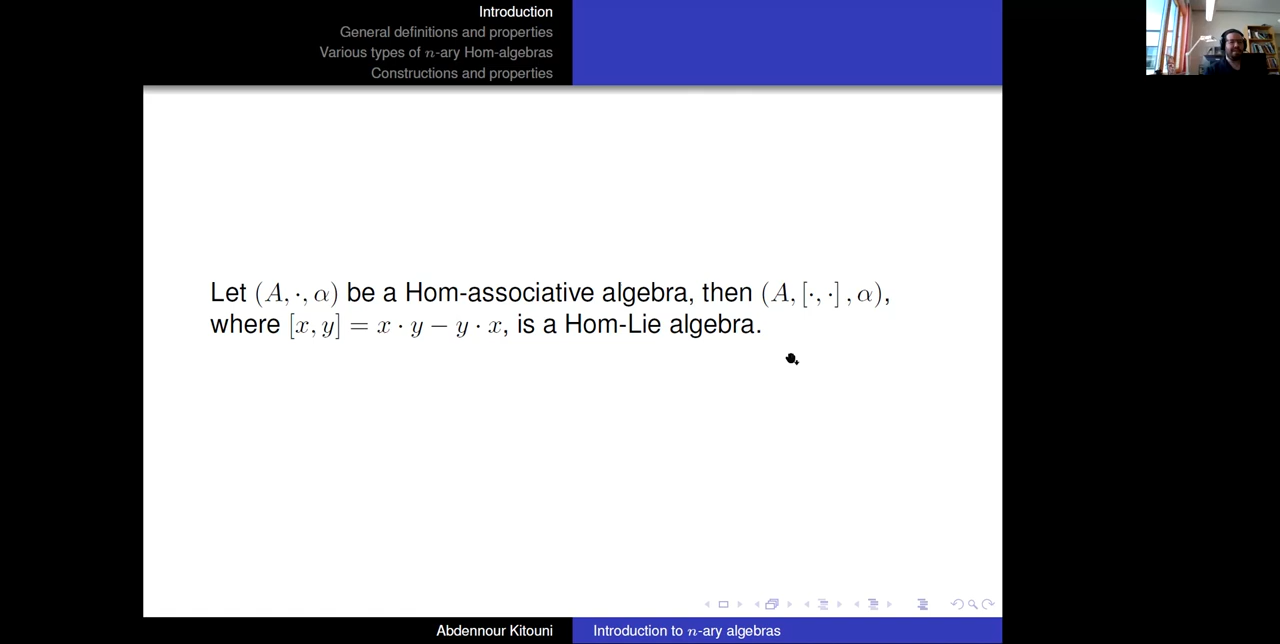 Introduction
General definitions and properties
Various types of n-ary Hom-algebras
Constructions and properties
Let (A, ·, α) be a Hom-associative algebra, then (A, [·, ·] , α),
where [x, y] = x · y − y · x, is a Hom-Lie algebra.
Abdennour Kitouni
Introduction to n-ary algebras